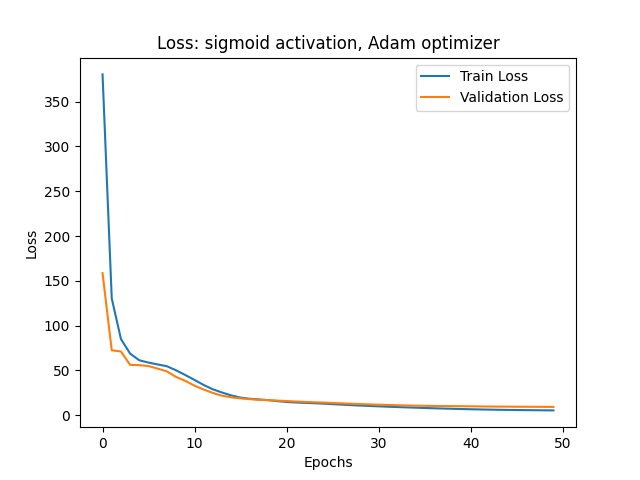 Loss: sigmoid activation, Adam optimizer
Train Loss
Validation Loss
350
300
250
200
150
100
50
0
Loss
0 10 20 30 40 50
Epochs